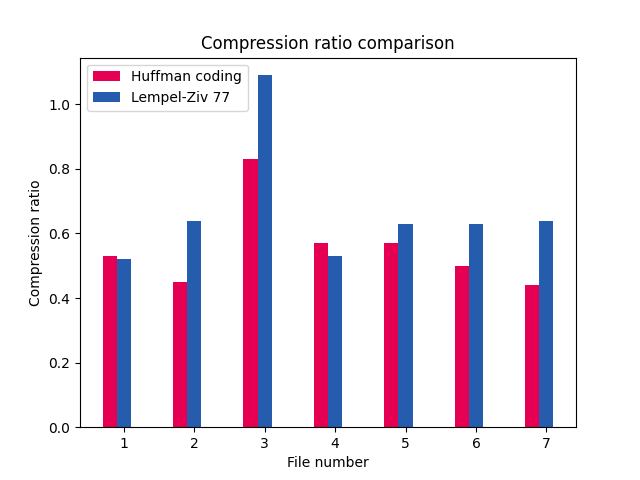 Compression ratio comparison
Huffman coding
Lempel-Ziv 77
Compression ratio
1.0
0.8
0.6
0.4
0.2
0.0
1 2 3 4 5 6 7
File number